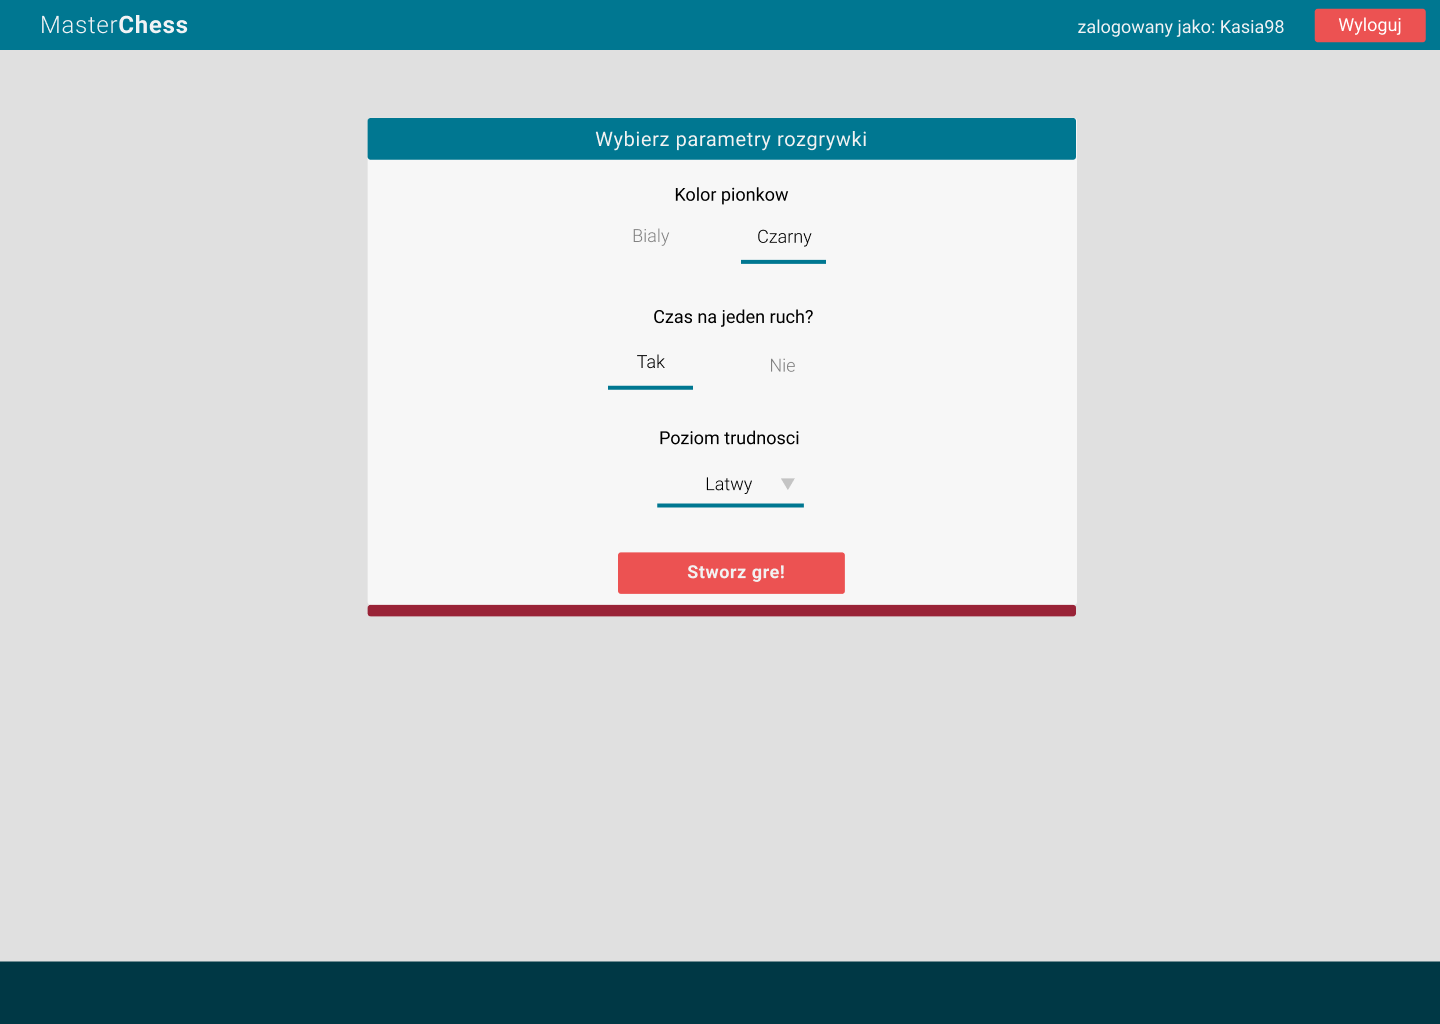 MasterChess
zalogowany jako: Kasia98
Wyloguj
Wybierz parametry rozgrywki
Kolor pionkow
Bialy
Czarny
Czas na jeden ruch?
Tak
Nie
Poziom trudnosci
Latwy
Stworz gre!